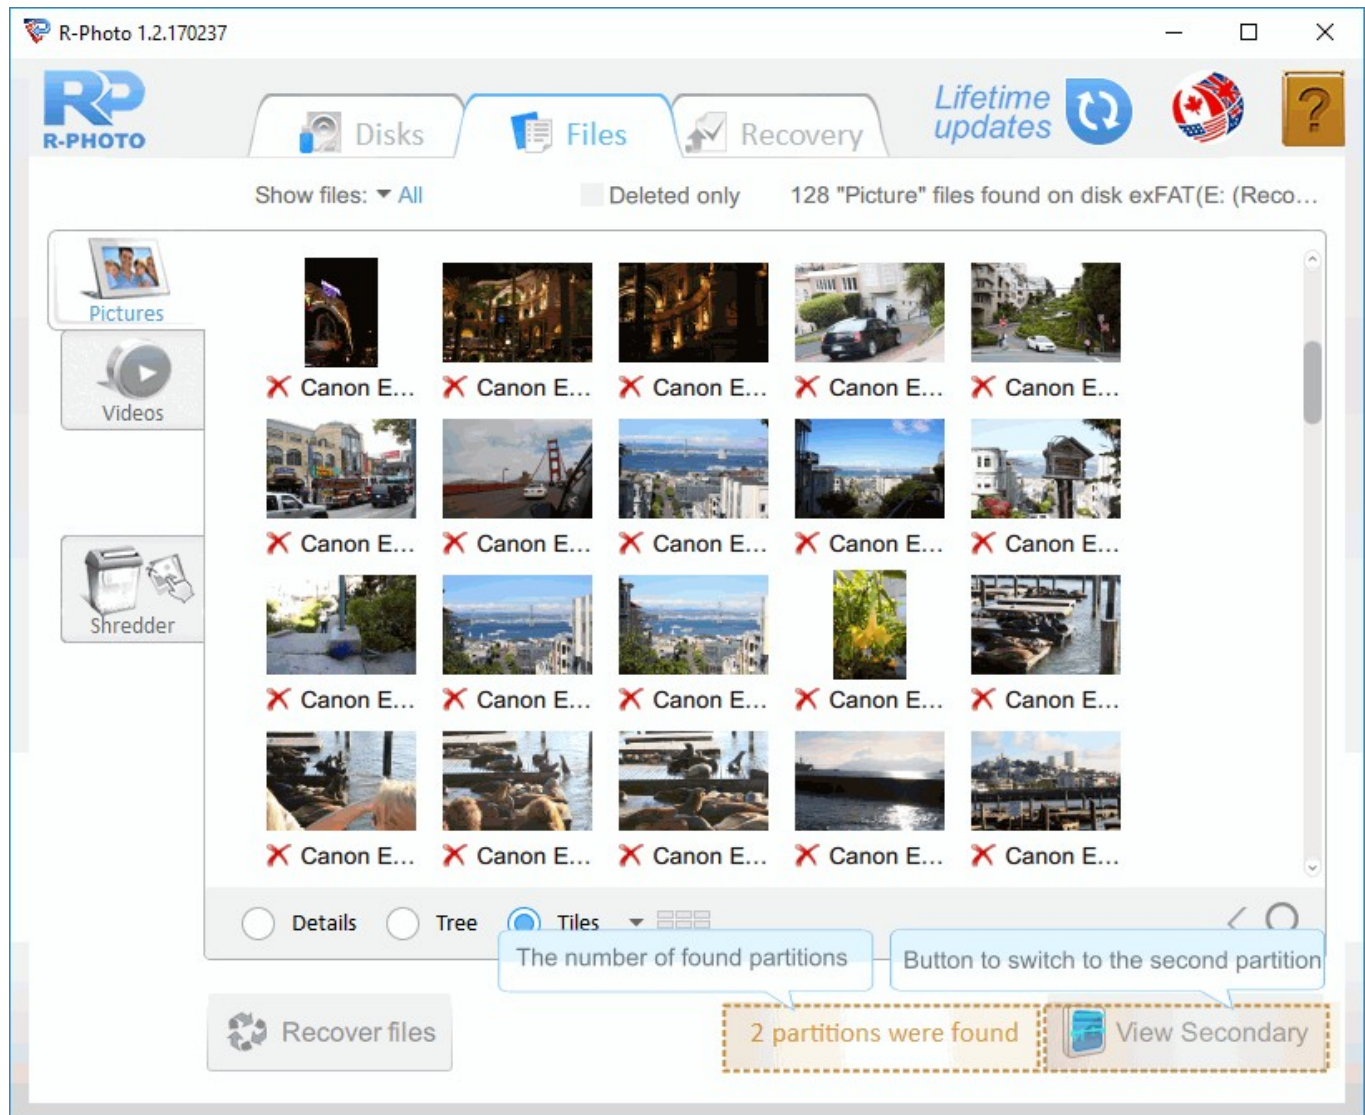 R-Photo 1.2.170237
RP
R-PHOTO
Disks
Files
Recovery
Lifetime
updates
?
Show files: All
Deleted only
128 "Picture" files found on disk exFAT(E: (Reco...
Pictures
Videos
Shredder
Canon E... Canon E... Canon E... Canon E... Canon E...
Canon E... Canon E... Canon E... Canon E... Canon E...
Canon E... Canon E... Canon E... Canon E... Canon E...
Canon E... Canon E... Canon E... Canon E... Canon E...
Details Tree Tiles
The number of found partitions
Button to switch to the second partition
Recover files
2 partitions were found
View Secondary